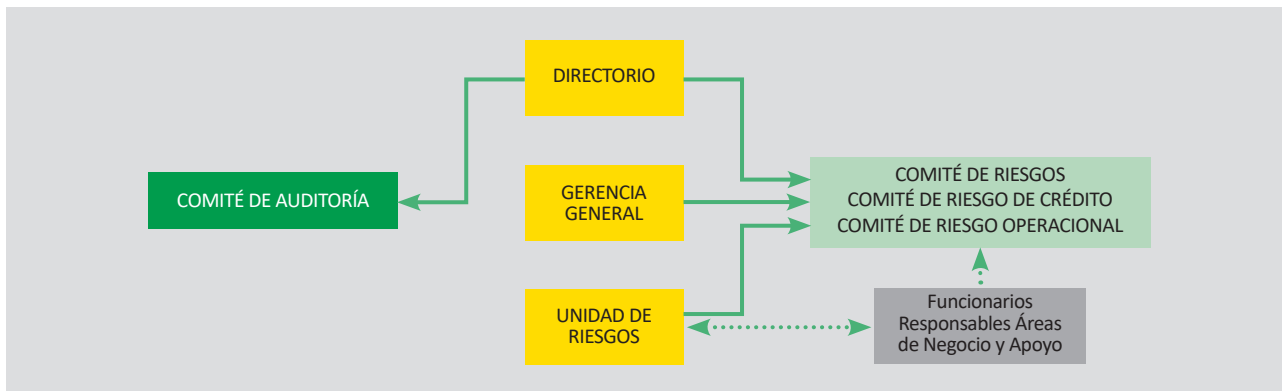 DIRECTORIO
COMITÉ DE AUDITORÍA
GERENCIA
GENERAL
COMITÉ DE RIESGOS
COMITÉ DE RIESGO DE CRÉDITO
COMITÉ DE RIESGO OPERACIONAL
UNIDAD DE
RIESGOS
Funcionarios
Responsables Áreas
de Negocio y Apoyo